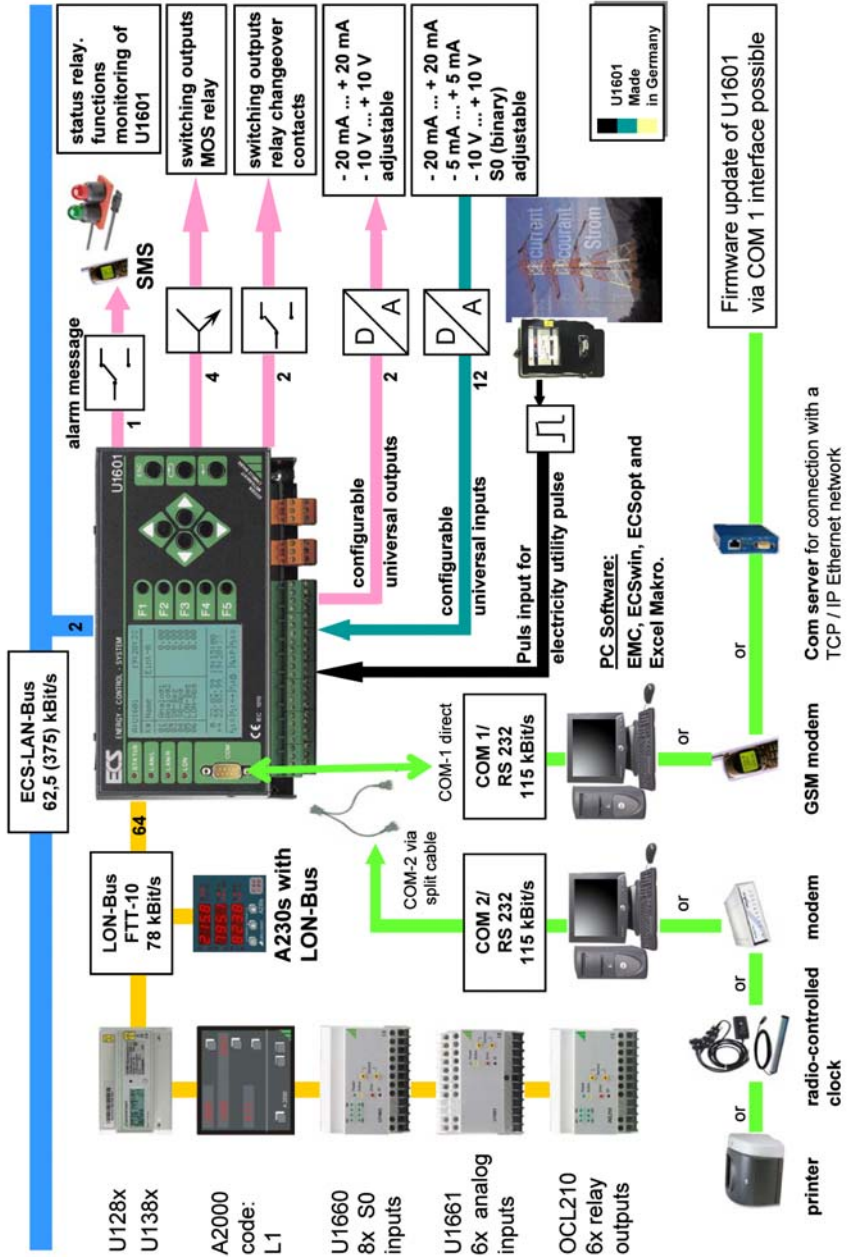 ECS-LAN-Bus
62,5 (375) kBit/s
2
status relay.
functions
monitoring of
U1601
SMS
alarm message
1
switching outputs
MOS relay
4
switching outputs
relay changeover
contacts
2
- 20 mA ... + 20 mA
- 10 V ... + 10 V
adjustable
D
A
2
configurable
universal outputs
- 20 mA ... + 20 mA
- 5 mA ... + 5 mA
- 10 V ... + 10 V
S0 (binary)
adjustable
D
A
12
configurable
universal inputs
current
courant
Strom
Puls input for
electricity utility pulse
U1601
Made
in Germany
ECS ENERGY - CONTROL - SYSTEM
U1601
STATUS
LAN/L
LAN/R
LON
COM
F1
F2
F3
F4
F5
CE
64
LON-Bus
FTT-10
78 kBit/s
A230s with
LON-Bus
U128x
U138x
A2000
code:
L1
U1660
8x S0
inputs
U1661
6x analog
inputs
OCL210
6x relay
outputs
COM-1 direct
COM-2 via
split cable
COM 1/
RS 232
115 kBit/s
COM 2/
RS 232
115 kBit/s
PC Software:
EMC, ECSwin, ECSopt and
Excel Makro.
or
or
or
or
or
printer
radio-controlled
clock
modem
GSM modem
Com server for connection with a
TCP / IP Ethernet network
Firmware update of U1601
via COM 1 interface possible